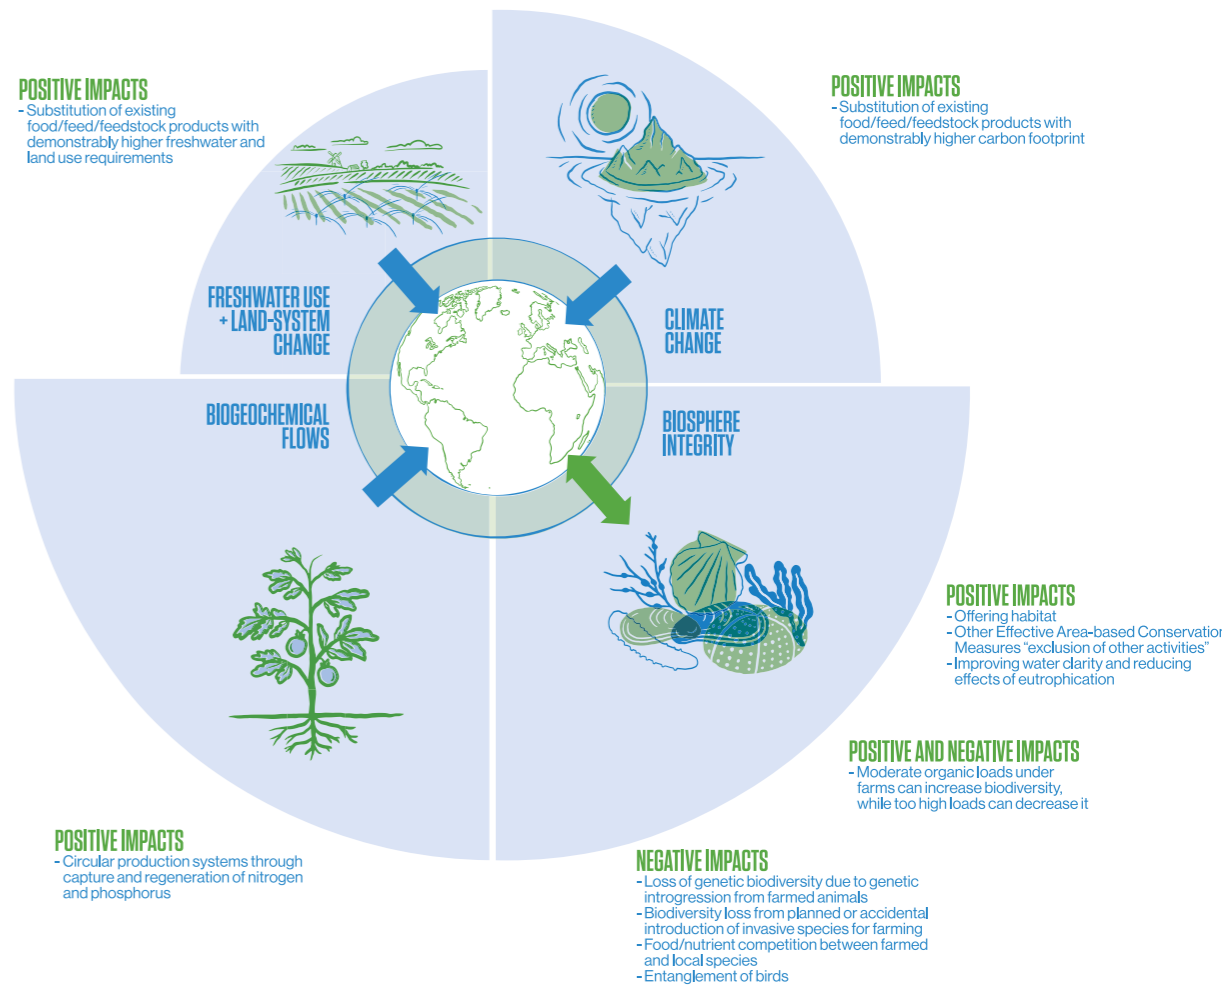 POSITIVE IMPACTS
- Substitution of existing
food/feed/feedstock products with
demonstrably higher freshwater and
land use requirements
POSITIVE IMPACTS
- Substitution of existing
food/feed/feedstock products with
demonstrably higher carbon footprint
FRESHWATER USE
+ LAND-SYSTEM
CHANGE
CLIMATE
CHANGE
BIOGEOCHEMICAL
FLOWS
BIOSPHERE
INTEGRITY
POSITIVE IMPACTS
- Offering habitat
- Other Effective Area-based Conservation
Measures “exclusion of other activities”
- Improving water clarity and reducing
effects of eutrophication
POSITIVE AND NEGATIVE IMPACTS
- Moderate organic loads under
farms can increase biodiversity,
while too high loads can decrease it
POSITIVE IMPACTS
- Circular production systems through
capture and regeneration of nitrogen
and phosphorus
NEGATIVE IMPACTS
- Loss of genetic biodiversity due to genetic
introgression from farmed animals
- Biodiversity loss from planned or accidental
introduction of invasive species for farming
- Food/nutrient competition between farmed
and local species
- Entanglement of birds